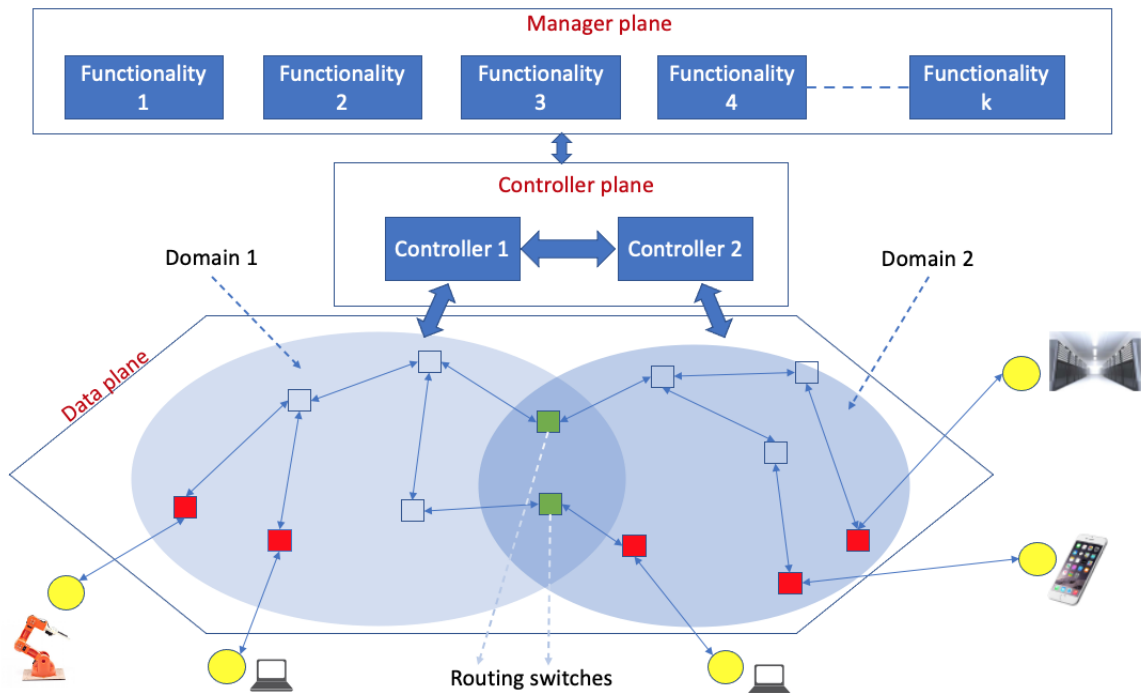 Manager plane
Functionality
1
Functionality
2
Functionality
3
Functionality
4
Functionality
k
Controller plane
Controller 1
Controller 2
Domain 1
Domain 2
Data plane
Routing switches